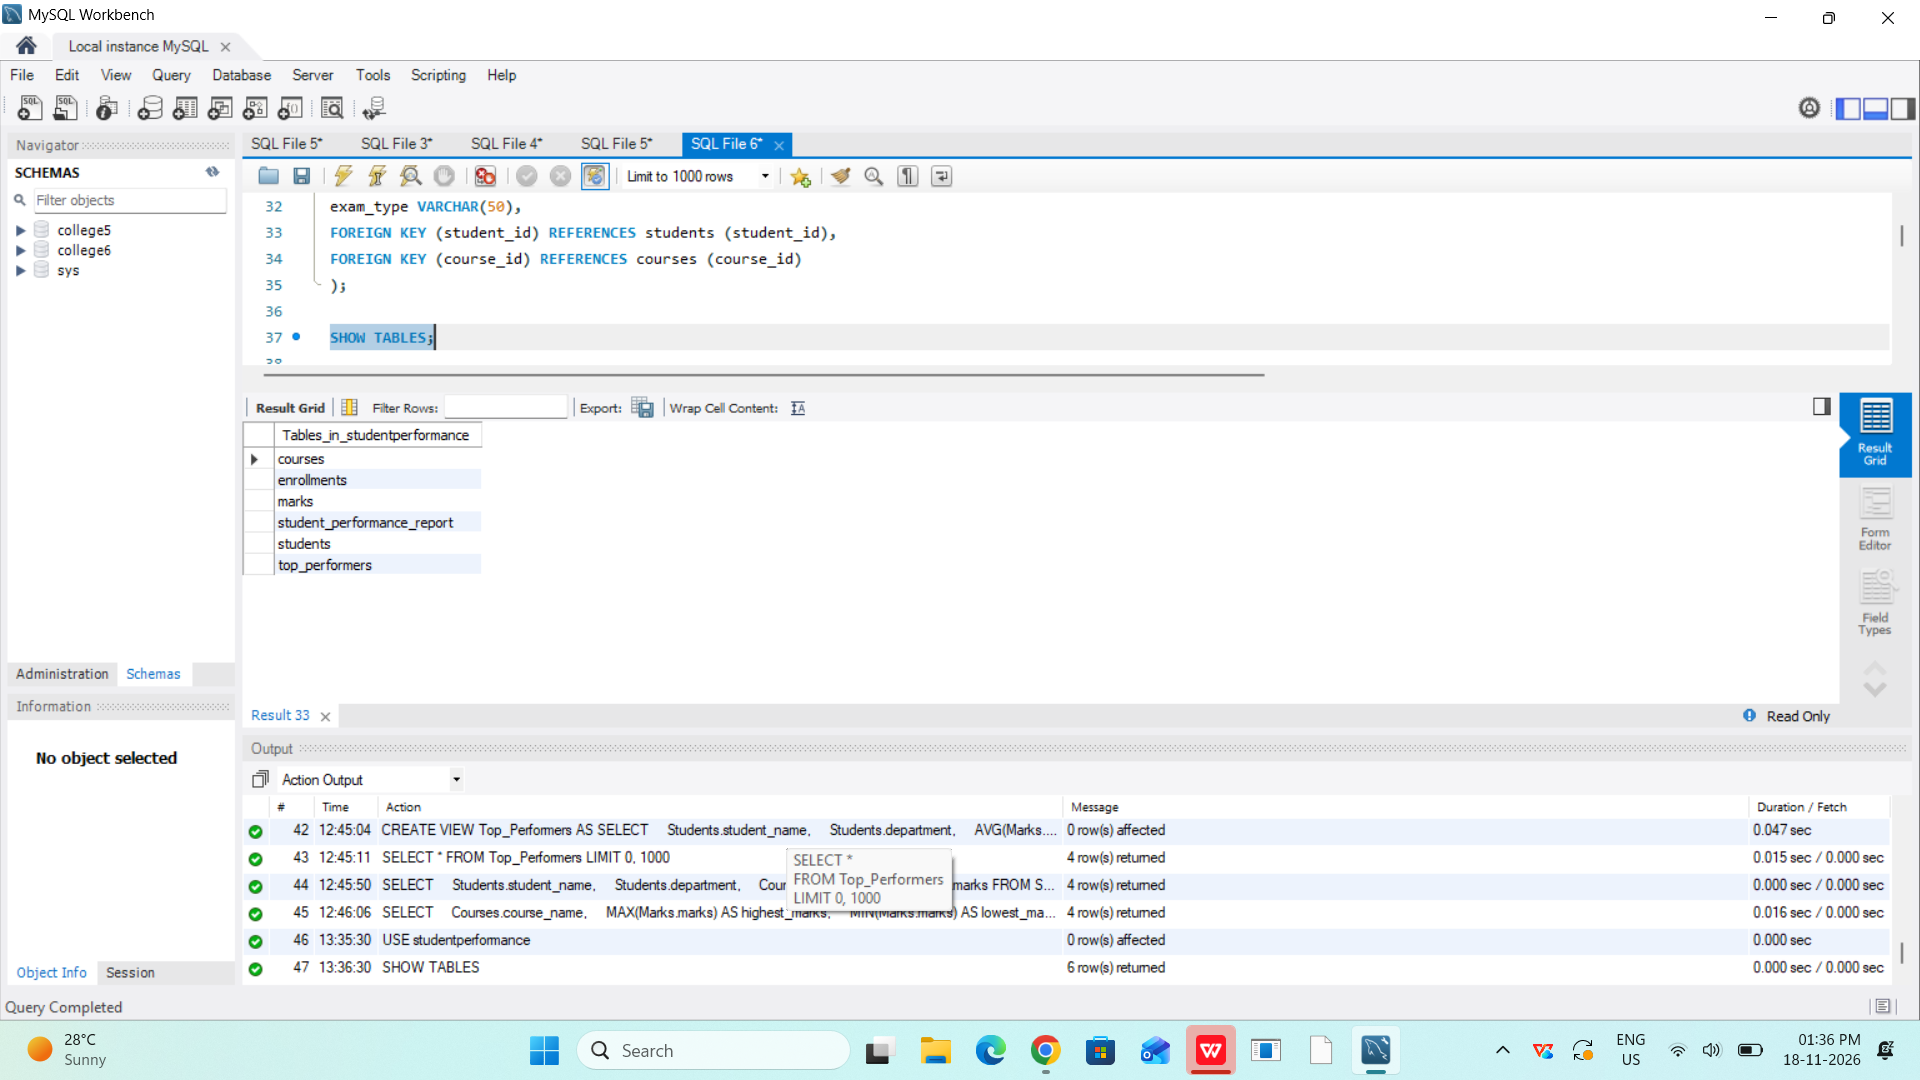 MySQL Workbench
Local instance MySQL
File Edit View Query Database Server Tools Scripting Help
Navigator
SCHEMAS
Filter objects
college5
college6
sys
Administration Schemas
Information
No object selected
Object Info Session
SQL File 5* SQL File 3* SQL File 4* SQL File 5* SQL File 6*
Limit to 1000 rows
32 exam_type VARCHAR(50),
33 FOREIGN KEY (student_id) REFERENCES students (student_id),
34 FOREIGN KEY (course_id) REFERENCES courses (course_id)
35 );
36
37 SHOW TABLES;
38
Result Grid Filter Rows: Export: Wrap Cell Content:
Tables_in_studentperformance
courses
enrollments
marks
student_performance_report
students
top_performers
Result Grid
Form Editor
Field Types
Result 33
Read Only
Output
Action Output
# Time Action Message Duration / Fetch
42 12:45:04 CREATE VIEW Top_Performers AS SELECT Students.student_name, Students.department, AVG(Marks.... 0 row(s) affected 0.047 sec
43 12:45:11 SELECT * FROM Top_Performers LIMIT 0, 1000 4 row(s) returned 0.015 sec / 0.000 sec
44 12:45:50 SELECT Students.student_name, Students.department, Cou marks FROM S... 4 row(s) returned 0.000 sec / 0.000 sec
45 12:46:06 SELECT Courses.course_name, MAX(Marks.marks) AS highest_marks, MIN(Marks.marks) AS lowest_ma... 4 row(s) returned 0.016 sec / 0.000 sec
46 13:35:30 USE studentperformance 0 row(s) affected 0.000 sec
47 13:36:30 SHOW TABLES 6 row(s) returned 0.000 sec / 0.000 sec
SELECT *
FROM Top_Performers
LIMIT 0, 1000
Query Completed
28°C
Sunny
Search
ENG
US
01:36 PM
18-11-2026